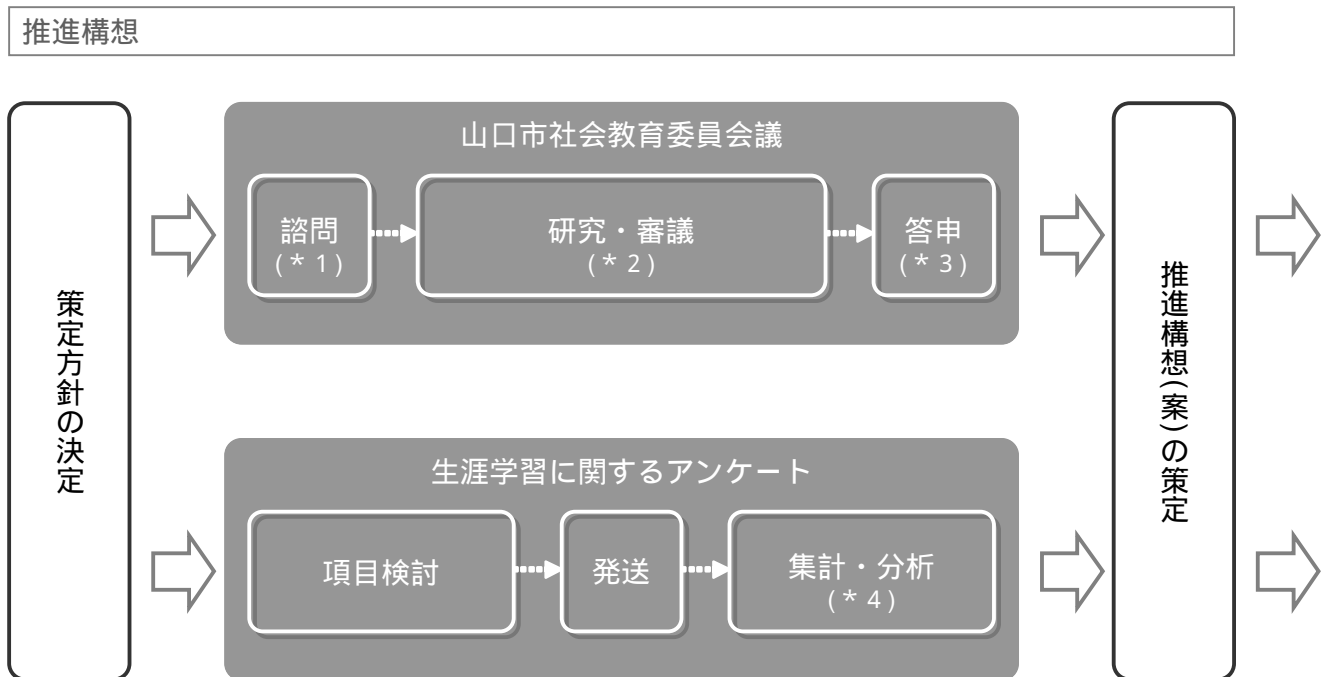 推進構想
策定方針の決定
山口市社会教育委員会議
諮問
(＊1)
研究・審議
(＊2)
答申
(＊3)
生涯学習に関するアンケート
項目検討
発送
集計・分析
(＊4)
推進構想(案)の策定